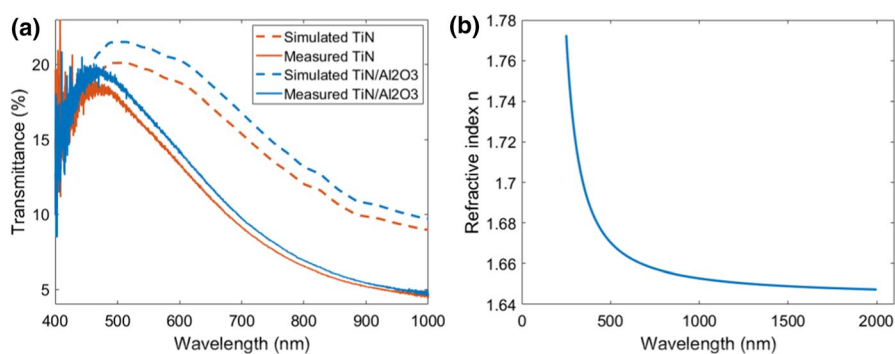 (a)
Transmittance (%)
20
15
10
5
400 500 600 700 800 900 1000
Wavelength (nm)
Simulated TiN
Measured TiN
Simulated TiN/Al2O3
Measured TiN/Al2O3
(b)
Refractive index n
1.78
1.76
1.74
1.72
1.7
1.68
1.66
1.64
0 500 1000 1500 2000
Wavelength (nm)